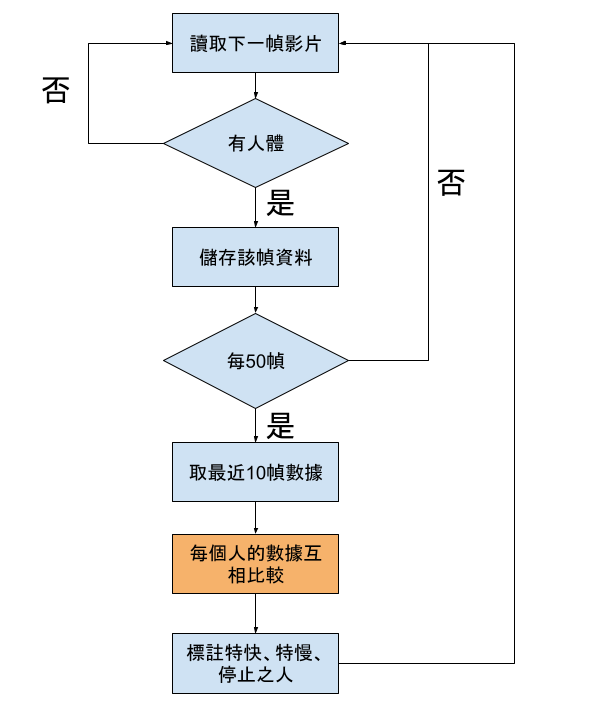 讀取下一幀影片
否
有人體
是
否
儲存該幀資料
每50幀
是
取最近10幀數據
每個人的數據互
相比較
標註特快、特慢、
停止之人